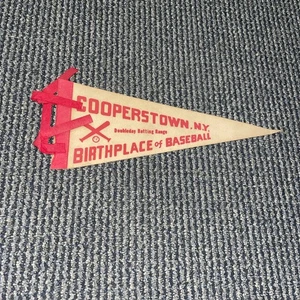 COOPERSTOWN, N.Y.
Doubleday Batting Range
BIRTHPLACE of BASEBALL